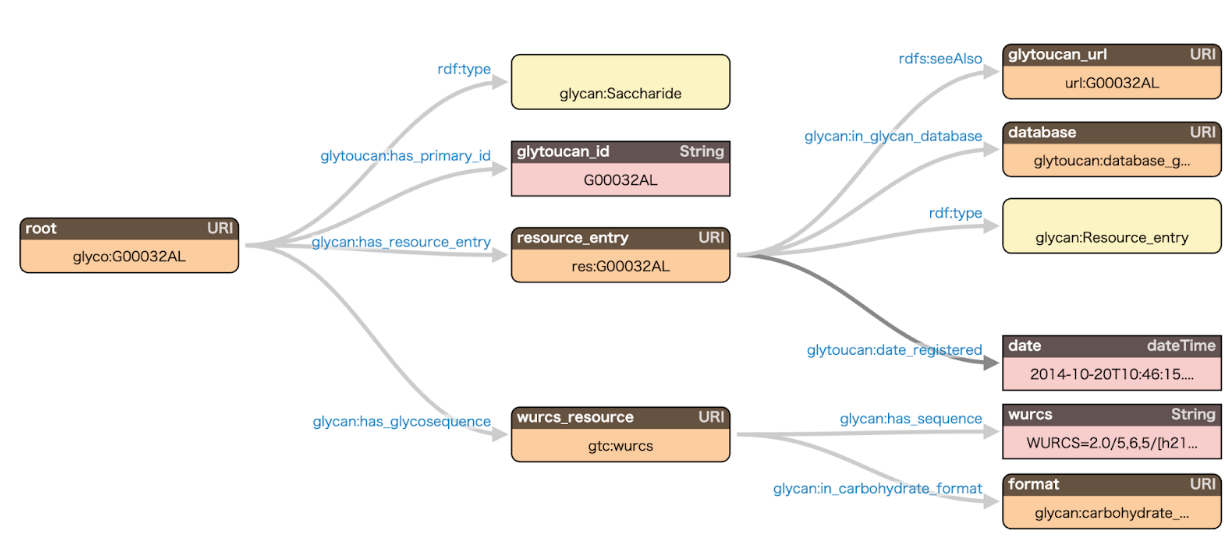 rdf:type
glycan:Saccharide
glytoucan:has_primary_id
glytoucan_id String
G00032AL
root URI
glyco:G00032AL
glycan:has_resource_entry
resource_entry URI
res:G00032AL
glycan:has_glycosequence
wurcs_resource URI
gtc:wurcs
rdfs:seeAlso
glytoucan_url URI
url:G00032AL
glycan:in_glycan_database
database URI
glytoucan:database_g...
rdf:type
glycan:Resource_entry
glytoucan:date_registered
date dateTime
2014-10-20T10:46:15....
glycan:has_sequence
wurcs String
WURCS=2.0/5,6,5/[h21...
glycan:in_carbohydrate_format
format URI
glycan:carbohydrate_...